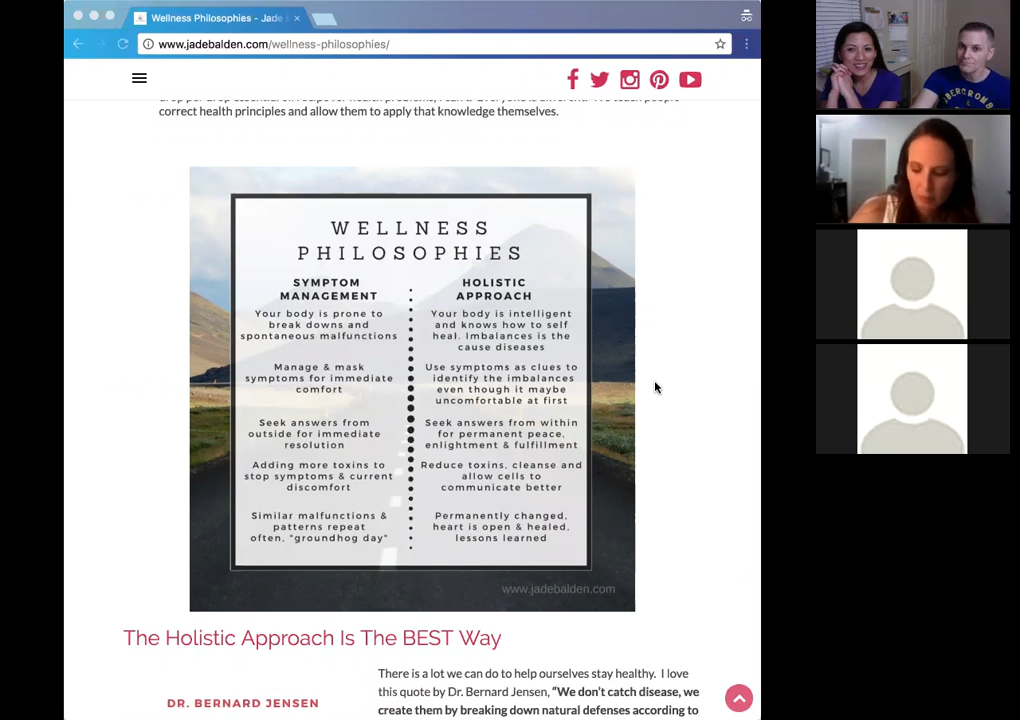 Wellness Philosophies - Jade
www.jadebalden.com/wellness-philosophies/
correct health principles and allow them to apply that knowledge themselves.
WELLNESS
PHILOSOPHIES
SYMPTOM
MANAGEMENT
Your body is prone to
break downs and
spontaneous malfunctions
Manage & mask
symptoms for immediate
comfort
Seek answers from
outside for immediate
resolution
Adding more toxins to
stop symptoms & current
discomfort
Similar malfunctions &
patterns repeat
often, "groundhog day"
HOLISTIC
APPROACH
Your body is intelligent
and knows how to self
heal. Imbalances is the
cause diseases
Use symptoms as clues to
identify the imbalances
even though it maybe
uncomfortable at first
Seek answers from within
for permanent peace,
enlightment & fulfillment
Reduce toxins, cleanse and
allow cells to
communicate better
Permanently changed,
heart is open & healed,
lessons learned
www.jadebalden.com
The Holistic Approach Is The BEST Way
DR. BERNARD JENSEN
There is a lot we can do to help ourselves stay healthy. I love
this quote by Dr. Bernard Jensen, “We don’t catch disease, we
create them by breaking down natural defenses according to